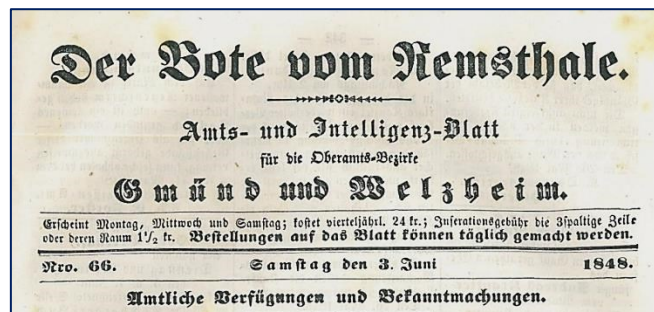 Der Bote vom Remsthale.
Amts- und Intelligenz-Blatt
für die Oberamts-Bezirke
Gmünd und Welzheim.
Erscheint Montag, Mittwoch und Samstag; kostet vierteljährl. 24 kr.; Inserationsgebühr die 3spaltige Zeile
oder deren Raum 1 1/2 kr. Bestellungen auf das Blatt können täglich gemacht werden.
Nro. 66. Samstag den 3. Juni 1848.
Amtliche Verfügungen und Bekanntmachungen.